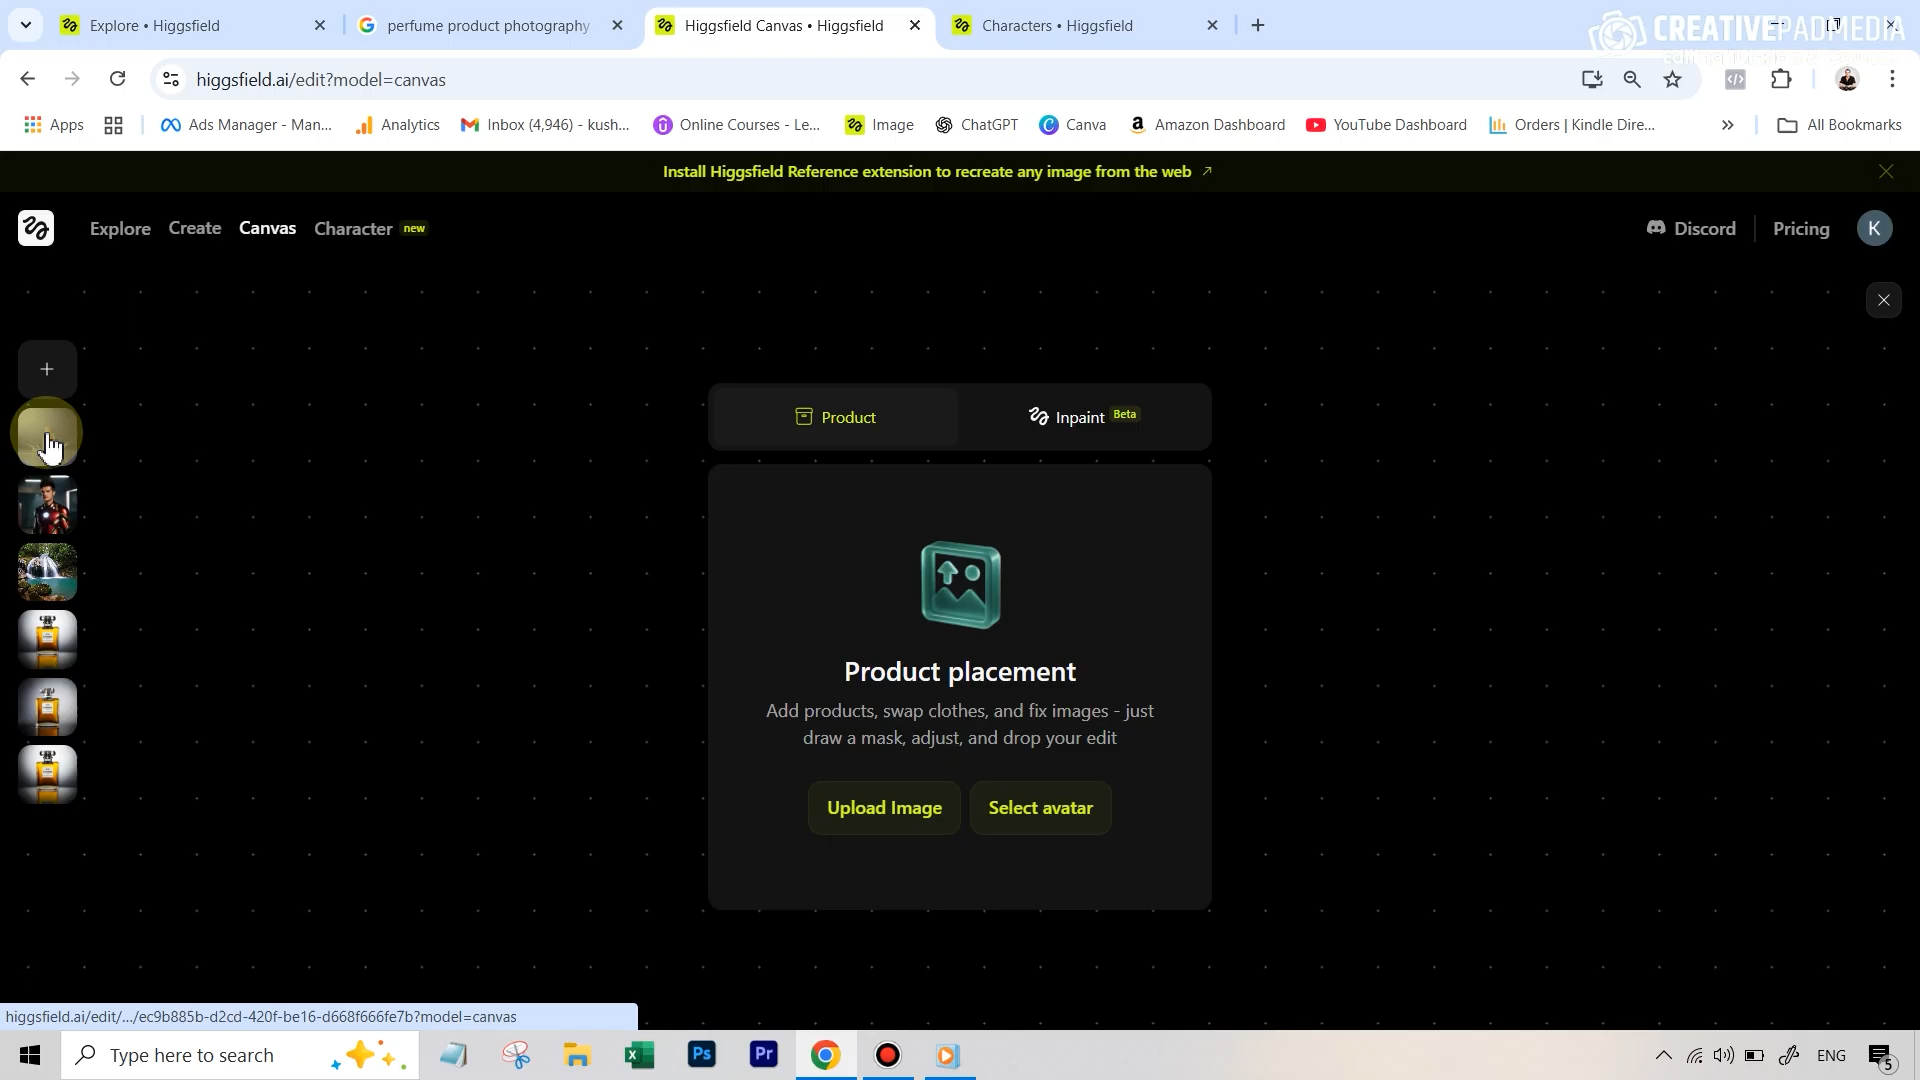 Explore • Higgsfield
perfume product photography
Higgsfield Canvas • Higgsfield
Characters • Higgsfield
CREATIVEPADMEDIA
higgsfield.ai/edit?model=canvas
Apps
Ads Manager - Man...
Analytics
Inbox (4,946) - kush...
Online Courses - Le...
Image
ChatGPT
Canva
Amazon Dashboard
YouTube Dashboard
Orders | Kindle Dire...
All Bookmarks
Install Higgsfield Reference extension to recreate any image from the web
Explore
Create
Canvas
Character new
Discord
Pricing
K
Product
Inpaint Beta
Product placement
Add products, swap clothes, and fix images - just
draw a mask, adjust, and drop your edit
Upload Image
Select avatar
higgsfield.ai/edit/.../ec9b885b-d2cd-420f-be16-d668f666fe7b?model=canvas
Type here to search
Ps
Pr
ENG
5